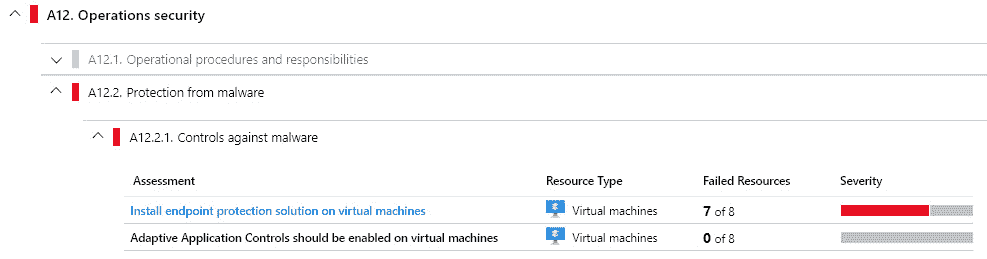 A12. Operations security
A12.1. Operational procedures and responsibilities
A12.2. Protection from malware
A12.2.1. Controls against malware
Assessment Resource Type Failed Resources Severity
Install endpoint protection solution on virtual machines Virtual machines 7 of 8
Adaptive Application Controls should be enabled on virtual machines Virtual machines 0 of 8